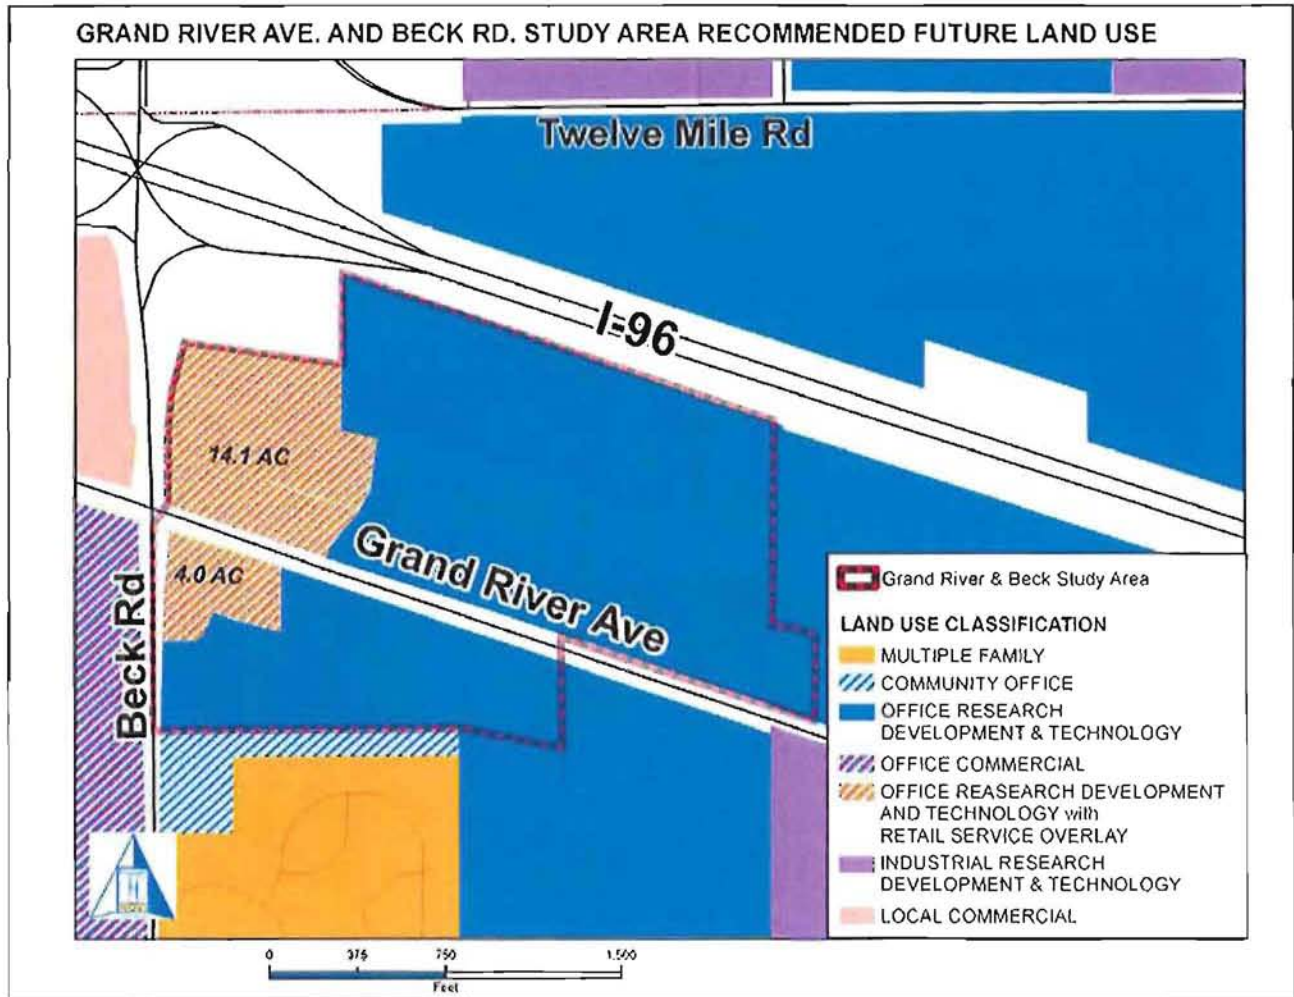 GRAND RIVER AVE. AND BECK RD. STUDY AREA RECOMMENDED FUTURE LAND USE
Twelve Mile Rd
I-96
14.1 AC
Grand River Ave
4.0 AC
Beck Rd
Grand River & Beck Study Area
LAND USE CLASSIFICATION
MULTIPLE FAMILY
COMMUNITY OFFICE
OFFICE RESEARCH
DEVELOPMENT & TECHNOLOGY
OFFICE COMMERCIAL
OFFICE REASEARCH DEVELOPMENT
AND TECHNOLOGY with
RETAIL SERVICE OVERLAY
INDUSTRIAL RESEARCH
DEVELOPMENT & TECHNOLOGY
LOCAL COMMERCIAL
0 375 750 1,500
Feet